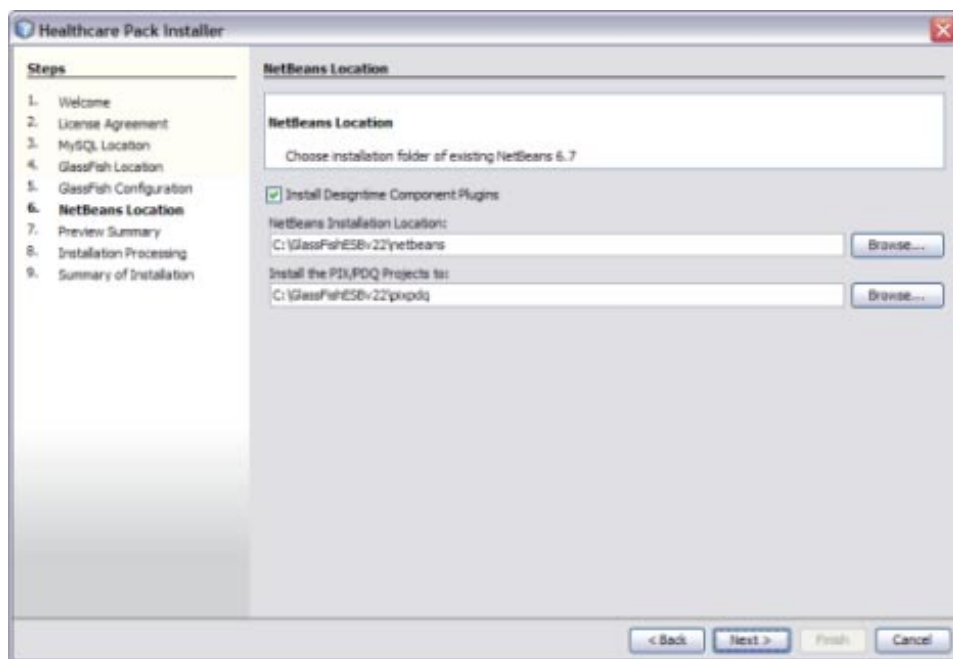 Healthcare Pack Installer
Steps
1. Welcome
2. License Agreement
3. MySQL Location
4. GlassFish Location
5. GlassFish Configuration
6. NetBeans Location
7. Preview Summary
8. Installation Processing
9. Summary of Installation
NetBeans Location
NetBeans Location
Choose installation folder of existing NetBeans 6.7
Install Designtime Component Plugins
NetBeans Installation Location:
C:\GlassFishESBv22\netbeans
Browse...
Install the PIX/PDQ Projects to:
C:\GlassFishESBv22\pixpdq
Browse...
< Back
Next >
Finish
Cancel